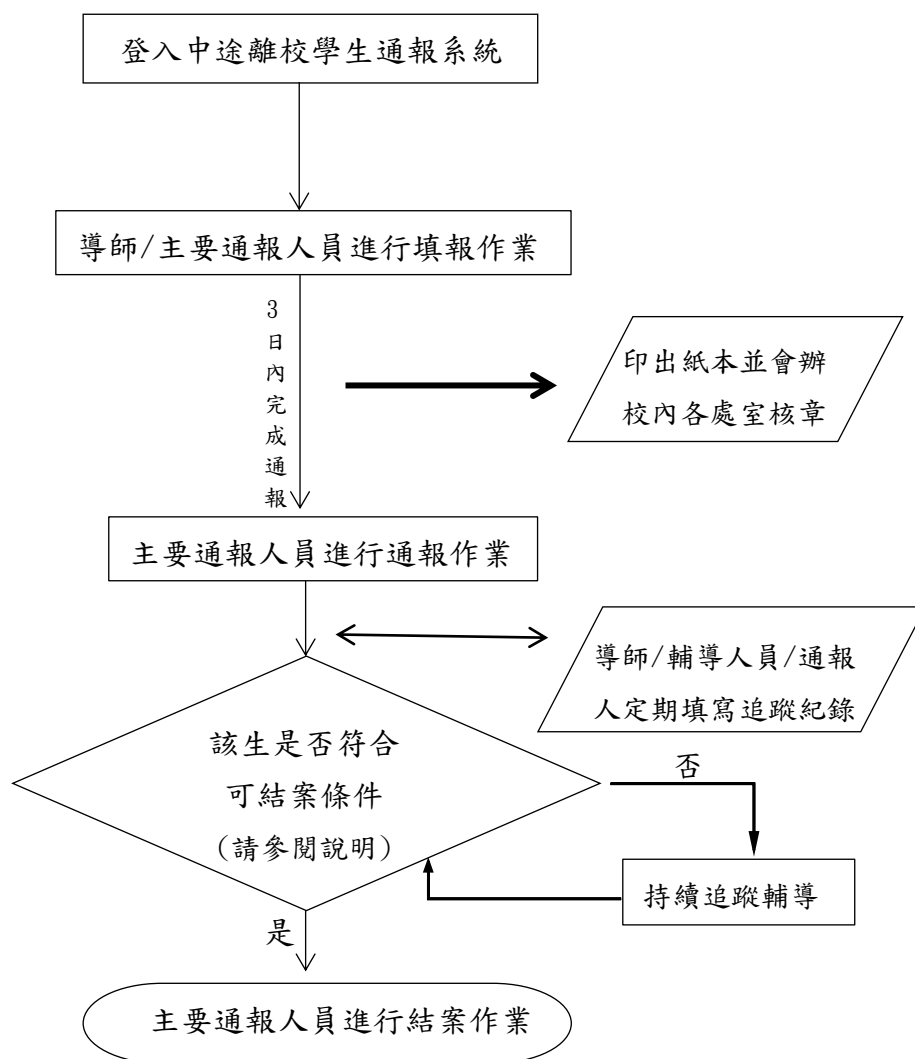 登入中途離校學生通報系統
導師/主要通報人員進行填報作業
3日內完成通報
印出紙本並會辦
校內各處室核章
主要通報人員進行通報作業
導師/輔導人員/通報
人定期填寫追蹤紀錄
該生是否符合
可結案條件
(請參閱說明)
否
持續追蹤輔導
是
主要通報人員進行結案作業